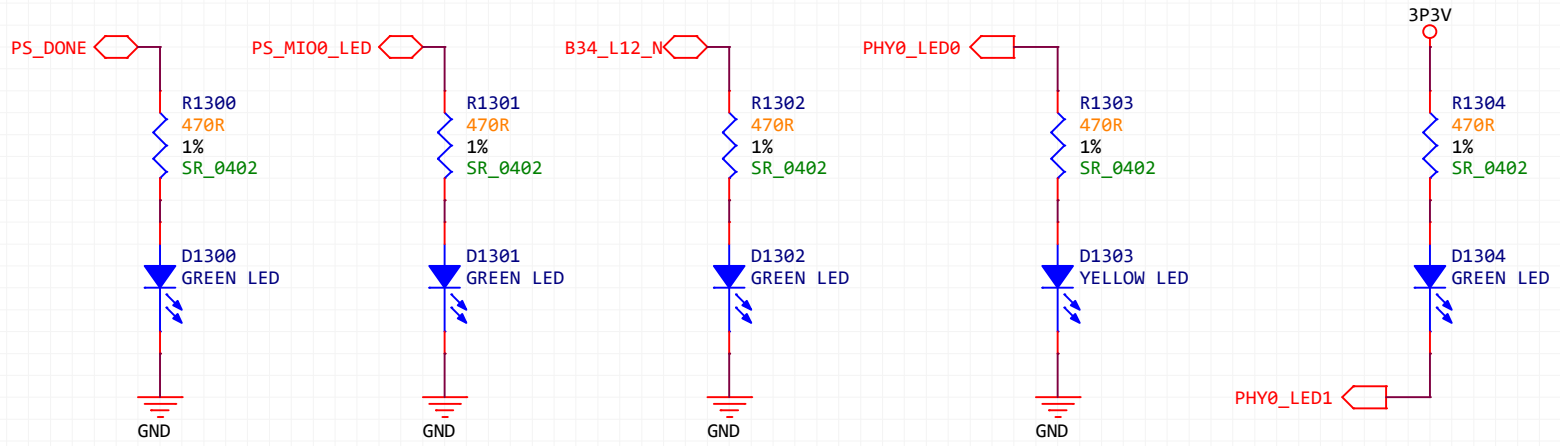 3P3V
PS_DONE
PS_MIO0_LED
B34_L12_N
PHY0_LED0
R1300
470R
1%
SR_0402
R1301
470R
1%
SR_0402
R1302
470R
1%
SR_0402
R1303
470R
1%
SR_0402
R1304
470R
1%
SR_0402
D1300
GREEN LED
D1301
GREEN LED
D1302
GREEN LED
D1303
YELLOW LED
D1304
GREEN LED
PHY0_LED1
GND
GND
GND
GND